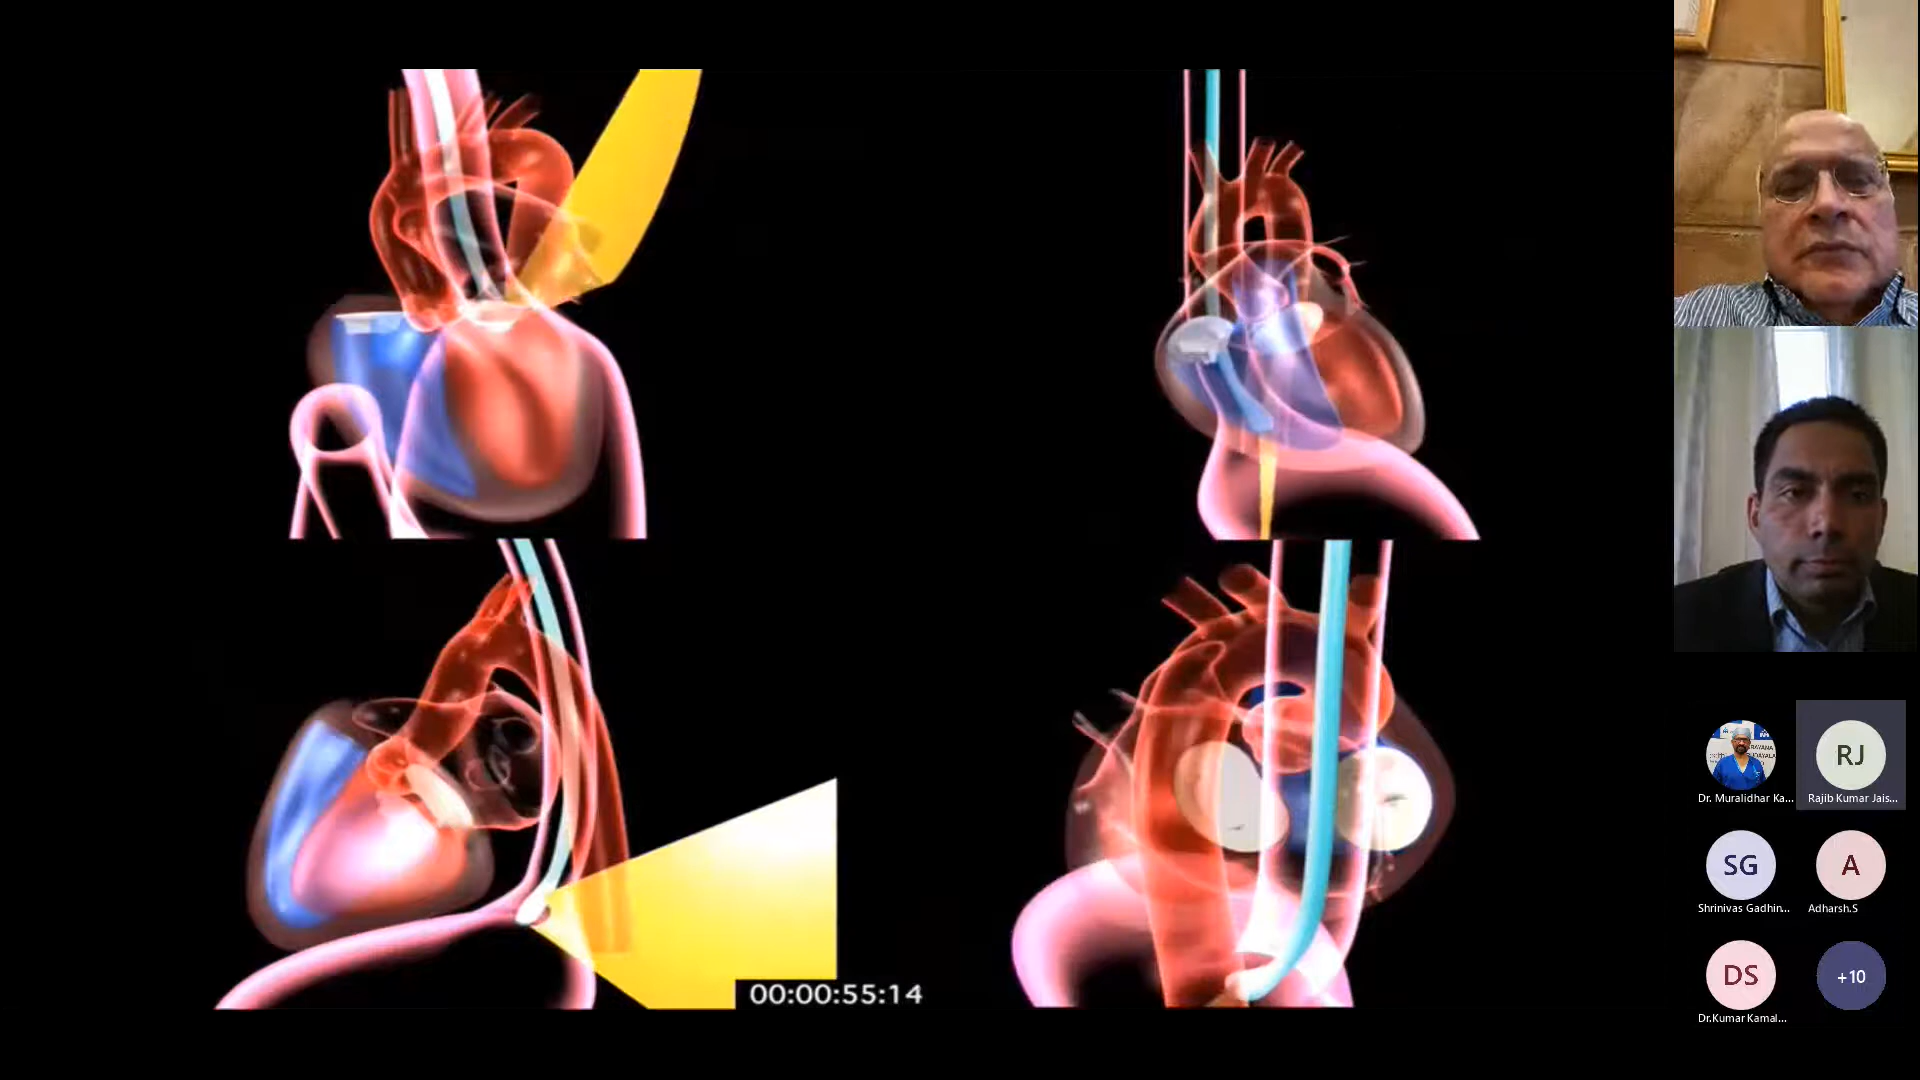 00:00:55:14
RAYANA
Dr. Muralidhar Ka...
RJ
Rajib Kumar Jais...
SG
Shrinivas Gadhin...
A
Adharsh.S
DS
Dr.Kumar Kamal...
+10